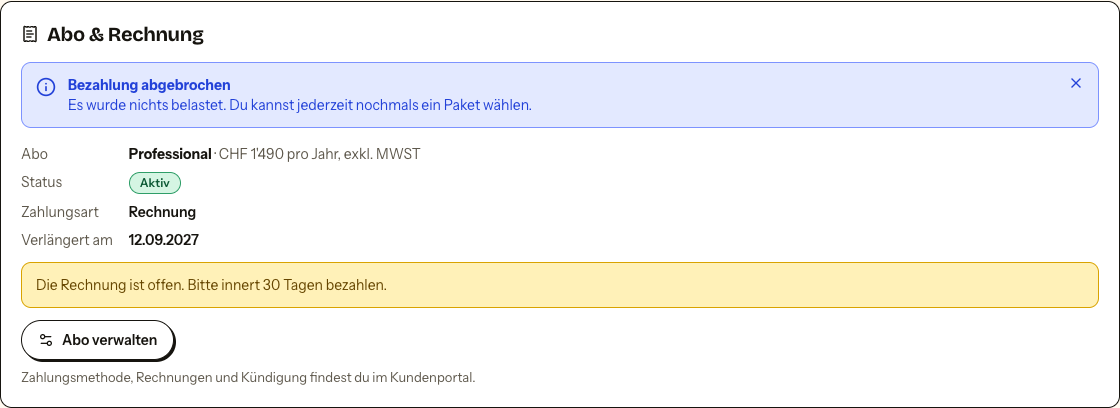 Abo & Rechnung
Bezahlung abgebrochen
Es wurde nichts belastet. Du kannst jederzeit nochmals ein Paket wählen.
Abo Professional · CHF 1'490 pro Jahr, exkl. MWST
Status Aktiv
Zahlungsart Rechnung
Verlängert am 12.09.2027
Die Rechnung ist offen. Bitte innert 30 Tagen bezahlen.
Abo verwalten
Zahlungsmethode, Rechnungen und Kündigung findest du im Kundenportal.